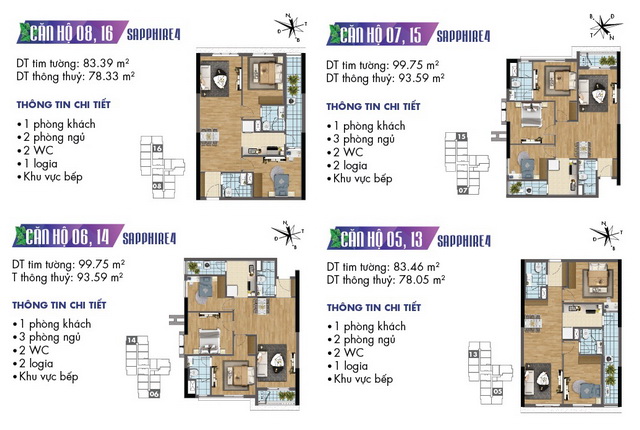 CĂN HỘ 08, 16 SAPPHIRE4
DT tim tường: 83.39 m²
DT thông thuỷ: 78.33 m²
THÔNG TIN CHI TIẾT
• 1 phòng khách
• 2 phòng ngủ
• 2 WC
• 1 logia
• Khu vực bếp
16
08
N
Đ
T
B
CĂN HỘ 07, 15 SAPPHIRE4
DT tim tường: 99.75 m²
DT thông thuỷ: 93.59 m²
THÔNG TIN CHI TIẾT
• 1 phòng khách
• 3 phòng ngủ
• 2 WC
• 2 logia
• Khu vực bếp
15
07
CĂN HỘ 06, 14 SAPPHIRE4
DT tim tường: 99.75 m²
T thông thuỷ: 93.59 m²
THÔNG TIN CHI TIẾT
• 1 phòng khách
• 3 phòng ngủ
• 2 WC
• 2 logia
• Khu vực bếp
14
06
N
Đ
T
B
CĂN HỘ 05, 13 SAPPHIRE4
DT tim tường: 83.46 m²
DT thông thuỷ: 78.05 m²
THÔNG TIN CHI TIẾT
• 1 phòng khách
• 2 phòng ngủ
• 2 WC
• 1 logia
• Khu vực bếp
13
05